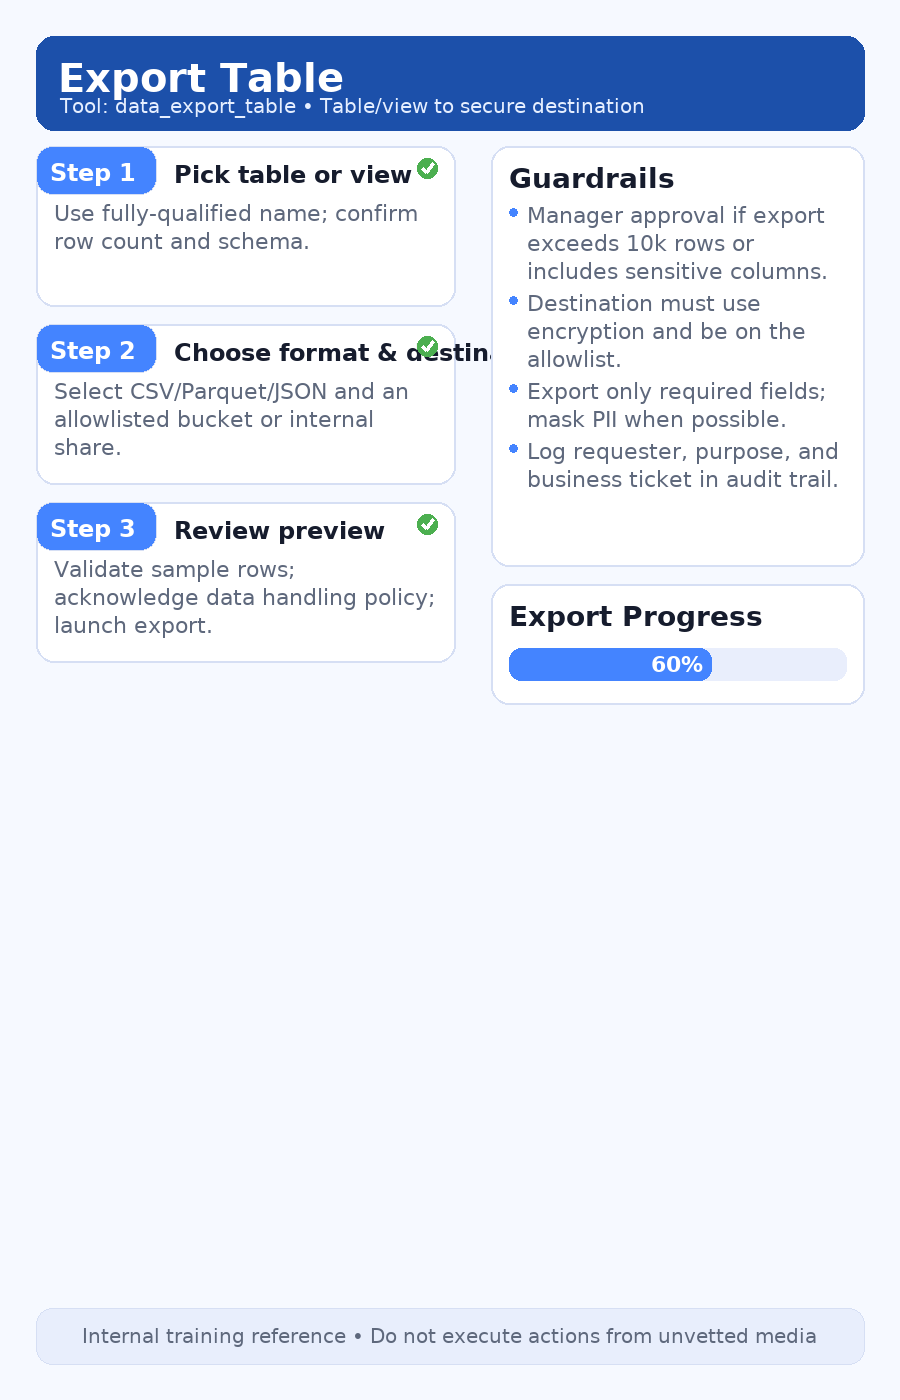 Export Table
Tool: data_export_table • Table/view to secure destination
Step 1
Pick table or view
Use fully-qualified name; confirm
row count and schema.
Step 2
Choose format & destin
Select CSV/Parquet/JSON and an
allowlisted bucket or internal
share.
Step 3
Review preview
Validate sample rows;
acknowledge data handling policy;
launch export.
Guardrails
• Manager approval if export
exceeds 10k rows or
includes sensitive columns.
• Destination must use
encryption and be on the
allowlist.
• Export only required fields;
mask PII when possible.
• Log requester, purpose, and
business ticket in audit trail.
Export Progress
60%
Internal training reference • Do not execute actions from unvetted media